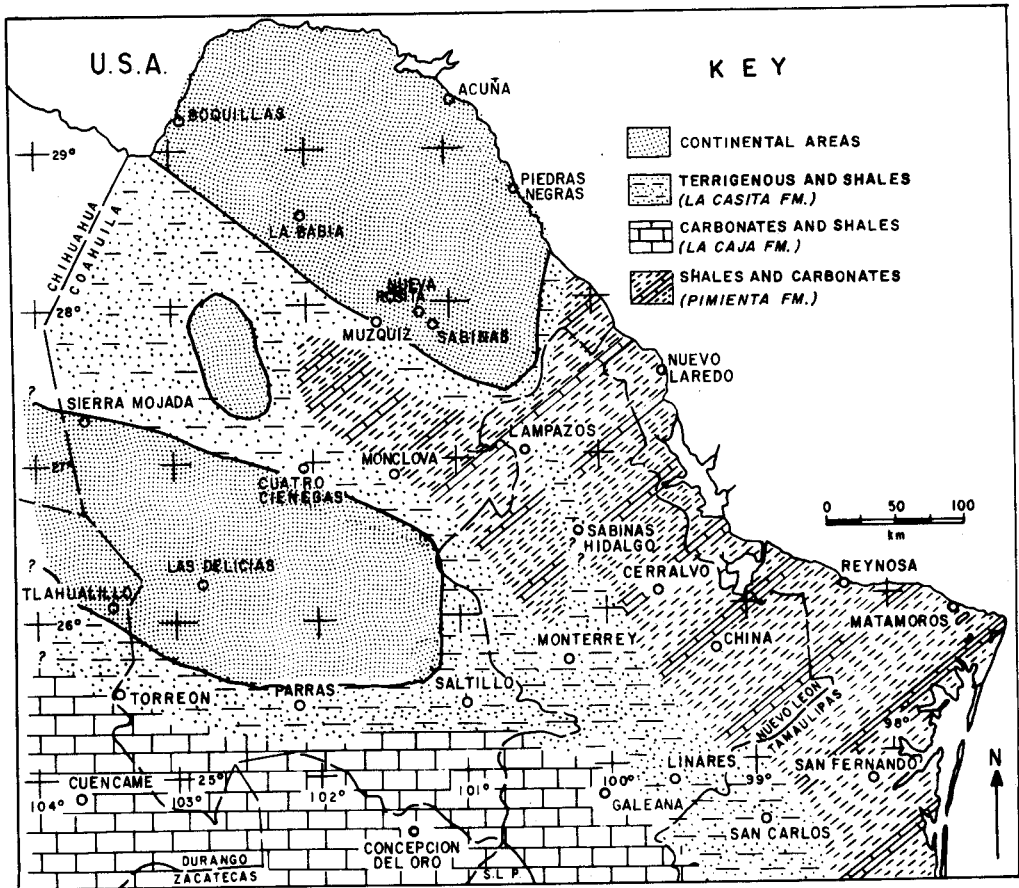 U.S.A.
KEY
ACUÑA
BOQUILLAS
CONTINENTAL AREAS
29°
PIEDRAS
NEGRAS
TERRIGENOUS AND SHALES
(LA CASITA FM.)
LA BABIA
CARBONATES AND SHALES
(LA CAJA FM.)
CHIHUAHUA
COAHUILA
SHALES AND CARBONATES
(PIMIENTA FM.)
28°
NUEVA
ROSITA
MUZQUIZ
SABINAS
NUEVO
LAREDO
?
SIERRA MOJADA
LAMPAZOS
27°
MONCLOVA
CUATRO
CIENEGAS
0 50 100
km
SABINAS
HIDALGO
?
?
LAS DELICIAS
CERRALVO
REYNOSA
TLAHUALILLO
26°
MATAMOROS
MONTERREY
CHINA
?
TORREON
PARRAS
SALTILLO
NUEVO LEON
TAMAULIPAS
98°
N
CUENCAME
25°
LINARES
99°
SAN FERNANDO
104°
103°
102°
101°
100°
GALEANA
SAN CARLOS
CONCEPCION
DEL ORO
DURANGO
ZACATECAS
S.L.P.